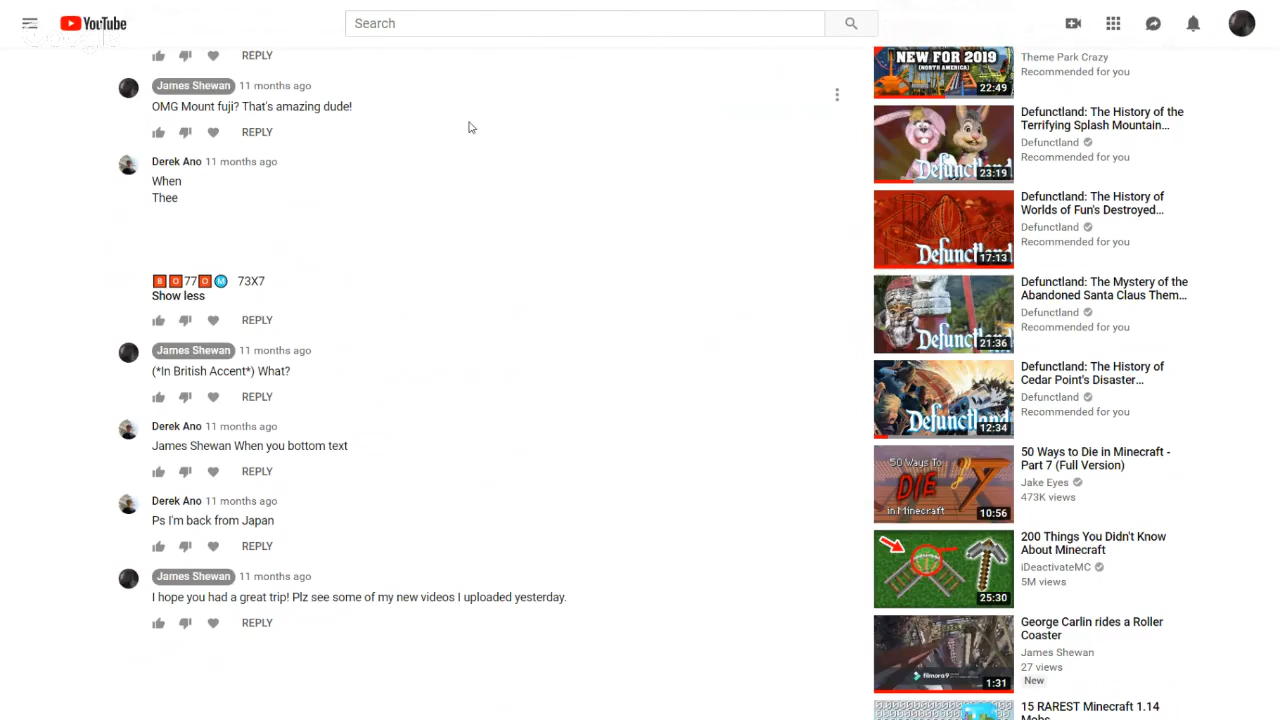 YouTube
Search
Google
REPLY
James Shewan 11 months ago
OMG Mount fuji? That's amazing dude!
REPLY
Derek Ano 11 months ago
When
Thee
B O 77 O M 73X7
Show less
REPLY
James Shewan 11 months ago
(*In British Accent*) What?
REPLY
Derek Ano 11 months ago
James Shewan When you bottom text
REPLY
Derek Ano 11 months ago
Ps I'm back from Japan
REPLY
James Shewan 11 months ago
I hope you had a great trip! Plz see some of my new videos I uploaded yesterday.
REPLY
NEW FOR 2019
(NORTH AMERICA)
22:49
Theme Park Crazy
Recommended for you
Defunctland
23:19
Defunctland: The History of the
Terrifying Splash Mountain...
Defunctland
Recommended for you
Defunctland
17:13
Defunctland: The History of
Worlds of Fun's Destroyed...
Defunctland
Recommended for you
Defunctland
21:36
Defunctland: The Mystery of the
Abandoned Santa Claus Them...
Defunctland
Recommended for you
Defunctland
12:34
Defunctland: The History of
Cedar Point's Disaster...
Defunctland
Recommended for you
50 Ways To
DIE
in Minecraft
10:56
50 Ways to Die in Minecraft -
Part 7 (Full Version)
Jake Eyes
473K views
25:30
200 Things You Didn't Know
About Minecraft
iDeactivateMC
5M views
filmora9
1:31
George Carlin rides a Roller
Coaster
James Shewan
27 views
New
15 RAREST Minecraft 1.14
Mobs